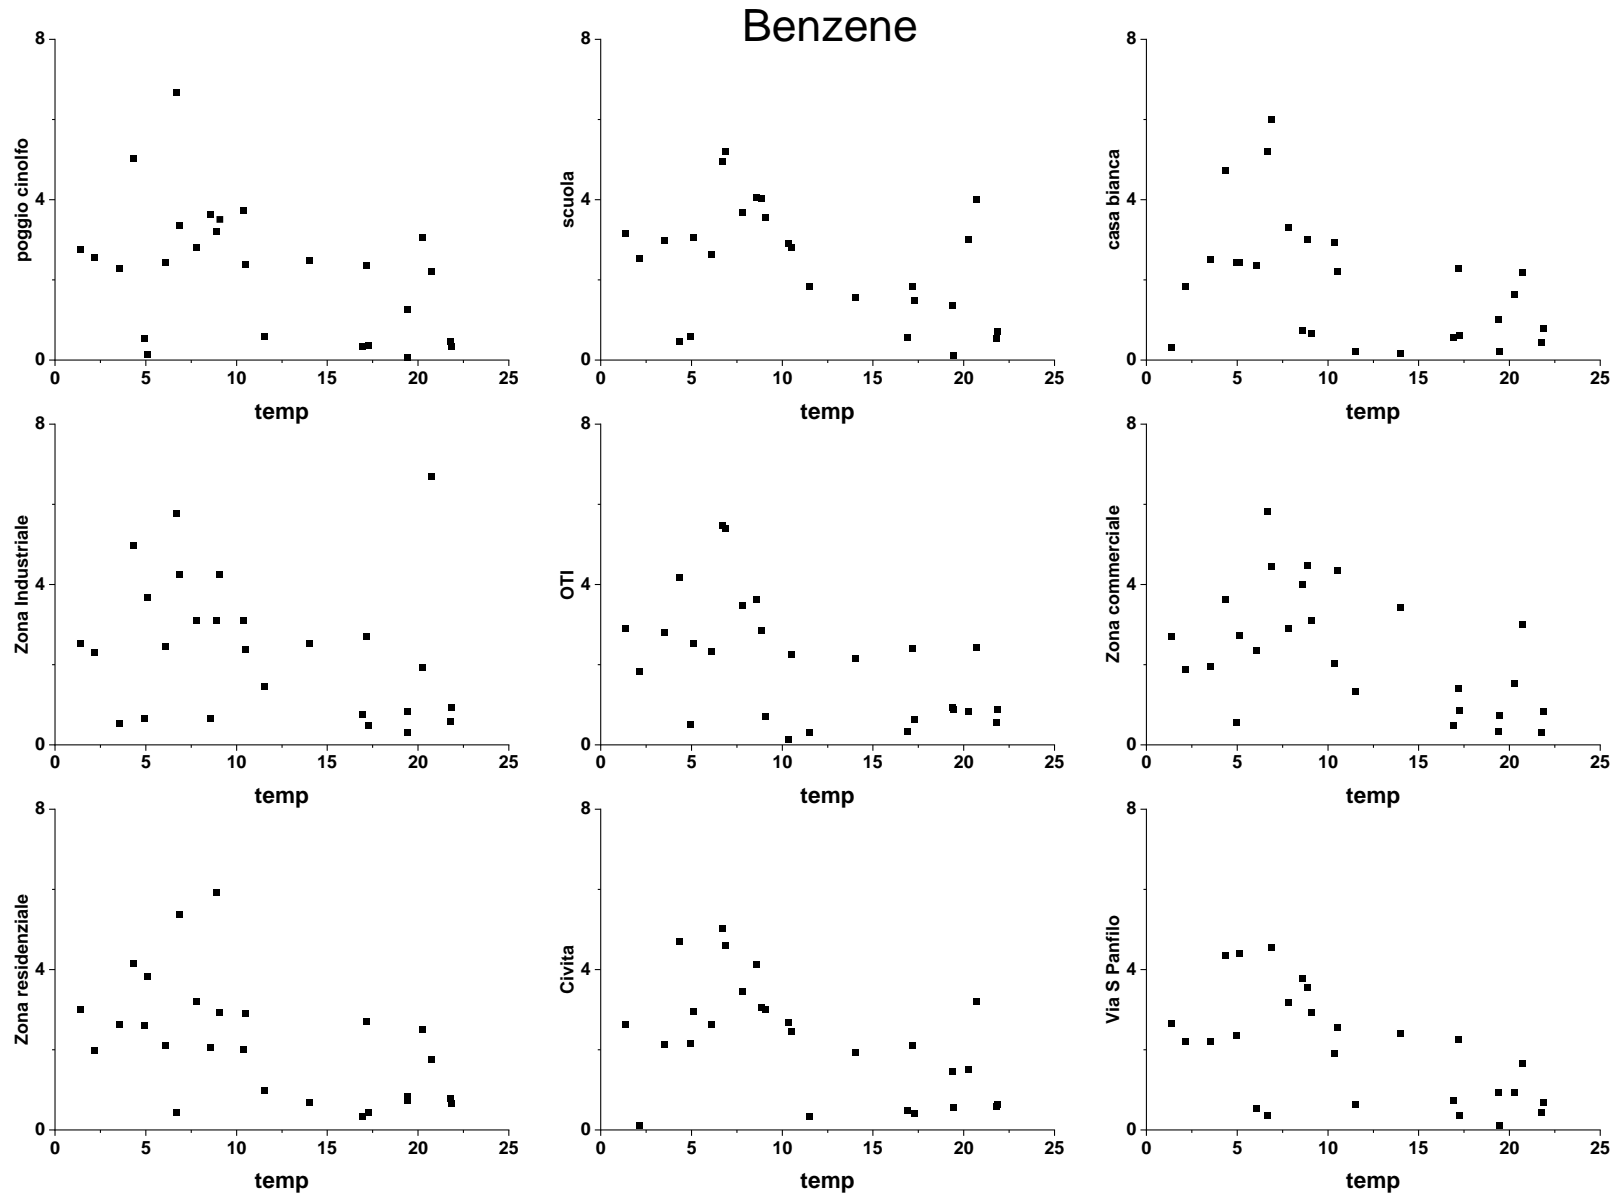 Benzene
8
4
0
poggio cinolfo
0 5 10 15 20 25
temp
8
4
0
scuola
0 5 10 15 20 25
temp
8
4
0
casa bianca
0 5 10 15 20 25
temp
8
4
0
Zona Industriale
0 5 10 15 20 25
temp
8
4
0
OTI
0 5 10 15 20 25
temp
8
4
0
Zona commerciale
0 5 10 15 20 25
temp
8
4
0
Zona residenziale
0 5 10 15 20 25
temp
8
4
0
Civita
0 5 10 15 20 25
temp
8
4
0
Via S Panfilo
0 5 10 15 20 25
temp